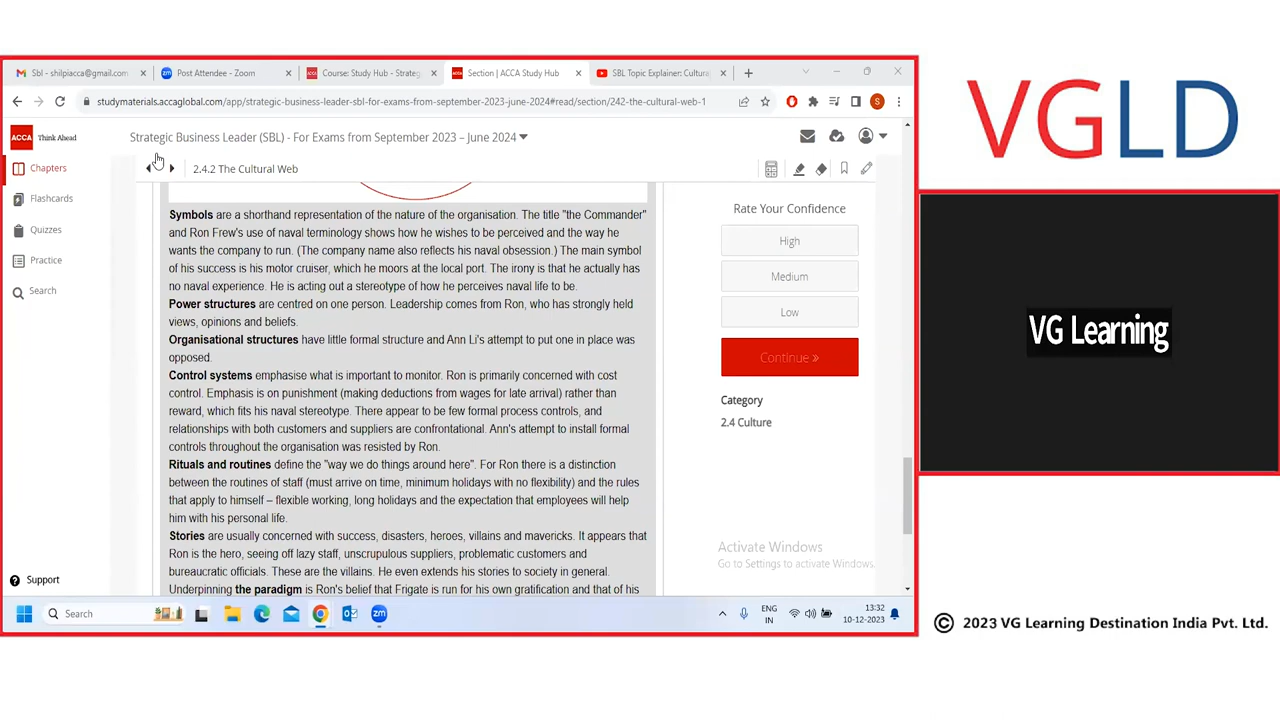 Sbl - shilpiacca@gmail.com
Post Attendee - Zoom
Course: Study Hub - Strateg
Section | ACCA Study Hub
SBL Topic Explainer: Cultura
studymaterials.accaglobal.com/app/strategic-business-leader-sbl-for-exams-from-september-2023-june-2024#read/section/242-the-cultural-web-1
S
ACCA Think Ahead
Strategic Business Leader (SBL) - For Exams from September 2023 – June 2024
Chapters
Flashcards
Quizzes
Practice
Search
Support
2.4.2 The Cultural Web
Symbols are a shorthand representation of the nature of the organisation. The title "the Commander"
and Ron Frew's use of naval terminology shows how he wishes to be perceived and the way he
wants the company to run. (The company name also reflects his naval obsession.) The main symbol
of his success is his motor cruiser, which he moors at the local port. The irony is that he actually has
no naval experience. He is acting out a stereotype of how he perceives naval life to be.
Power structures are centred on one person. Leadership comes from Ron, who has strongly held
views, opinions and beliefs.
Organisational structures have little formal structure and Ann Li's attempt to put one in place was
opposed.
Control systems emphasise what is important to monitor. Ron is primarily concerned with cost
control. Emphasis is on punishment (making deductions from wages for late arrival) rather than
reward, which fits his naval stereotype. There appear to be few formal process controls, and
relationships with both customers and suppliers are confrontational. Ann's attempt to install formal
controls throughout the organisation was resisted by Ron.
Rituals and routines define the "way we do things around here". For Ron there is a distinction
between the routines of staff (must arrive on time, minimum holidays with no flexibility) and the rules
that apply to himself – flexible working, long holidays and the expectation that employees will help
him with his personal life.
Stories are usually concerned with success, disasters, heroes, villains and mavericks. It appears that
Ron is the hero, seeing off lazy staff, unscrupulous suppliers, problematic customers and
bureaucratic officials. These are the villains. He even extends his stories to society in general.
Underpinning the paradigm is Ron's belief that Frigate is run for his own gratification and that of his
Rate Your Confidence
High
Medium
Low
Continue »
Category
2.4 Culture
Activate Windows
Go to Settings to activate Windows.
Search
zm
ENG
IN
13:32
10-12-2023
VGLD
VG Learning
© 2023 VG Learning Destination India Pvt. Ltd.